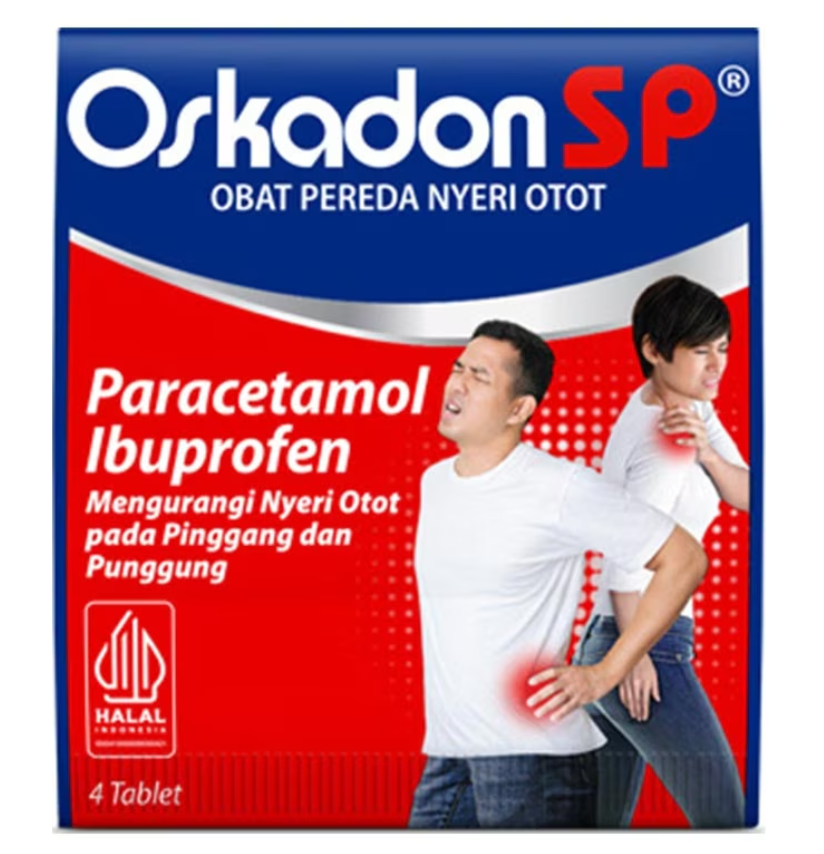 Oskadon SP®
OBAT PEREDA NYERI OTOT
Paracetamol
Ibuprofen
Mengurangi Nyeri Otot
pada Pinggang dan
Punggung
HALAL
INDONESIA
4 Tablet